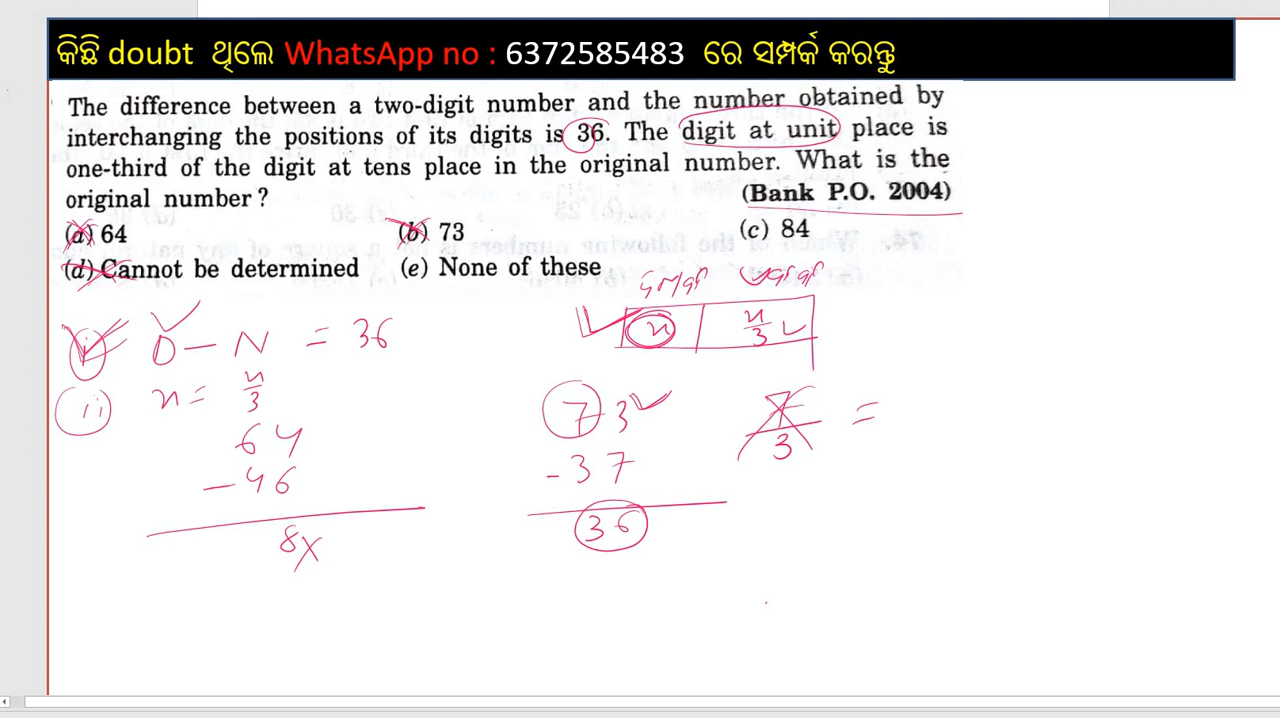 କିଛି doubt ଥିଲେ WhatsApp no : 6372585483 ରେ ସମ୍ପର୍କ କରନ୍ତୁ
The difference between a two-digit number and the number obtained by
interchanging the positions of its digits is 36. The digit at unit place is
one-third of the digit at tens place in the original number. What is the
original number?
(Bank P.O. 2004)
(a) 64 (b) 73 (c) 84
(d) Cannot be determined (e) None of these
i O - N = 36
x x/3
ii x = x/3
64
- 46
8x
73
- 37
36
7/3 =